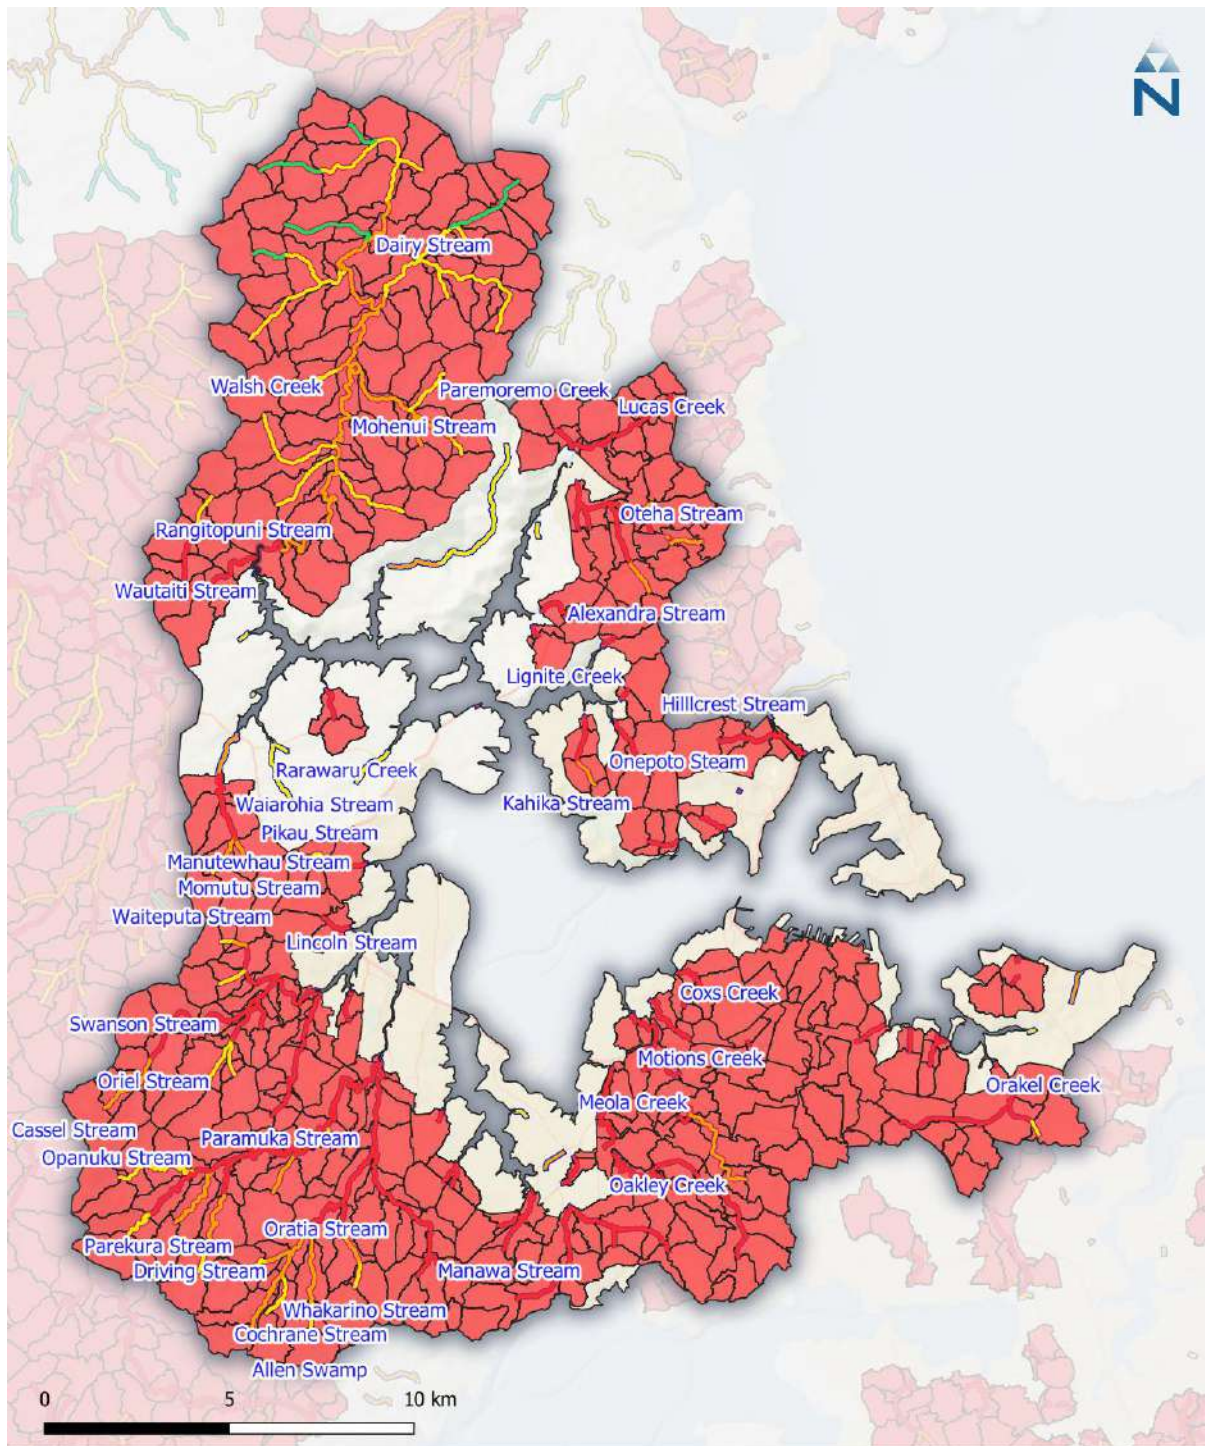 N
Dairy Stream
Walsh Creek
Paremoremo Creek
Lucas Creek
Mohenui Stream
Oteha Stream
Rangitopuni Stream
Wautaiti Stream
Alexandra Stream
Lignite Creek
Hilllcrest Stream
Onepoto Steam
Rarawaru Creek
Waiarohia Stream
Kahika Stream
Pikau Stream
Manutewhau Stream
Momutu Stream
Waiteputa Stream
Lincoln Stream
Coxs Creek
Swanson Stream
Motions Creek
Oriel Stream
Orakel Creek
Meola Creek
Cassel Stream
Paramuka Stream
Opanuku Stream
Oakley Creek
Oratia Stream
Parekura Stream
Driving Stream
Manawa Stream
Whakarino Stream
Cochrane Stream
Allen Swamp
0 5 10 km